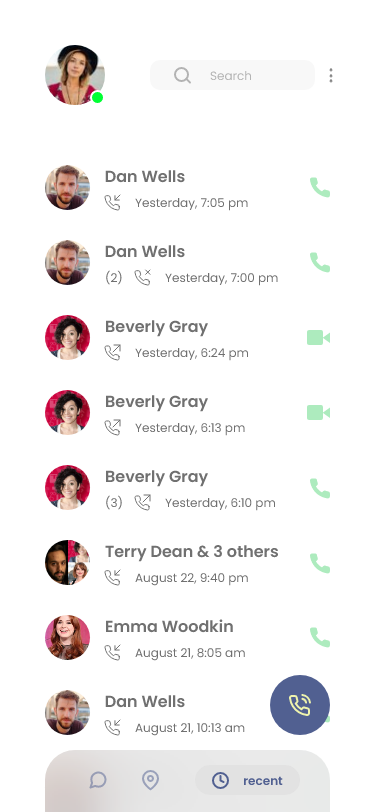 Search
Dan Wells
Yesterday, 7:05 pm
Dan Wells
(2) Yesterday, 7:00 pm
Beverly Gray
Yesterday, 6:24 pm
Beverly Gray
Yesterday, 6:13 pm
Beverly Gray
(3) Yesterday, 6:10 pm
Terry Dean & 3 others
August 22, 9:40 pm
Emma Woodkin
August 21, 8:05 am
Dan Wells
August 21, 10:13 am
recent